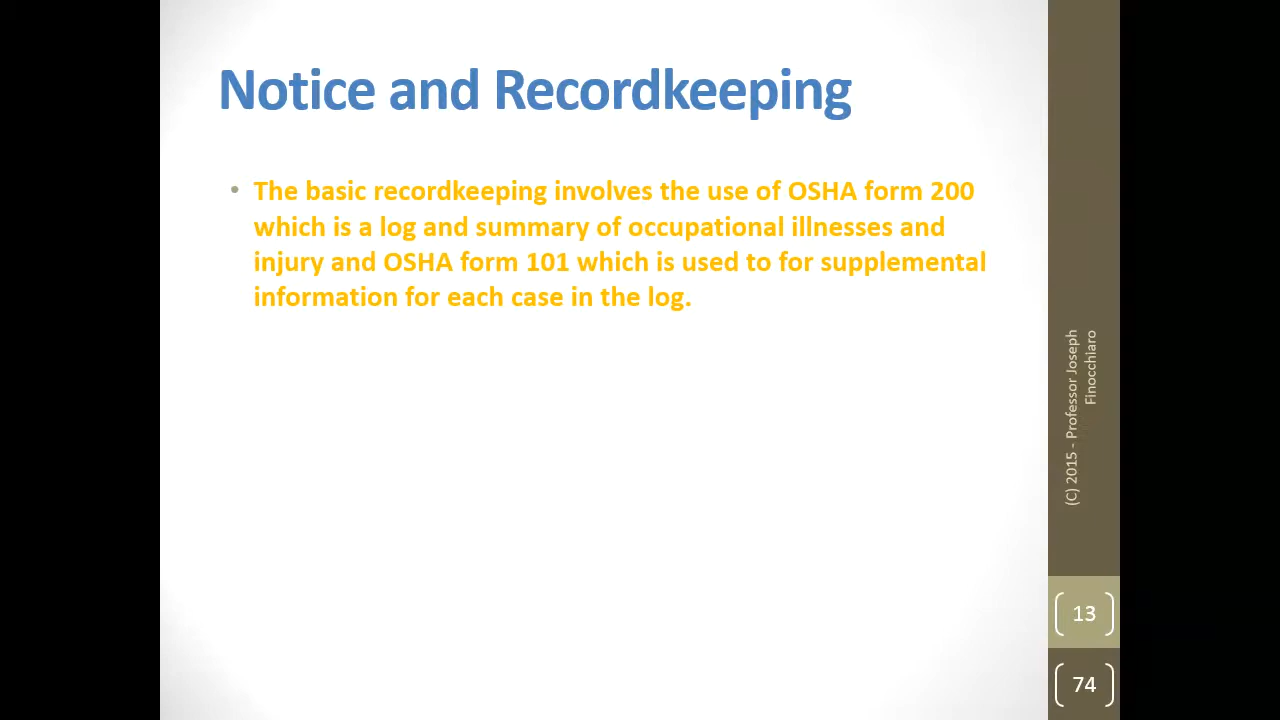 Notice and Recordkeeping
• The basic recordkeeping involves the use of OSHA form 200
which is a log and summary of occupational illnesses and
injury and OSHA form 101 which is used to for supplemental
information for each case in the log.
(C) 2015 - Professor Joseph
Finocchiaro
13
74